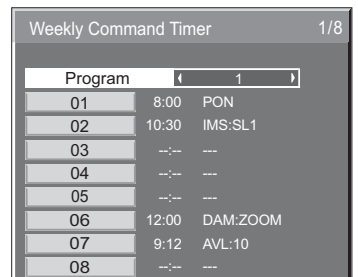 Weekly Command Timer 1/8
Program 1
01 8:00 PON
02 10:30 IMS:SL1
03 --:-- ---
04 --:-- ---
05 --:-- ---
06 12:00 DAM:ZOOM
07 9:12 AVL:10
08 --:-- ---